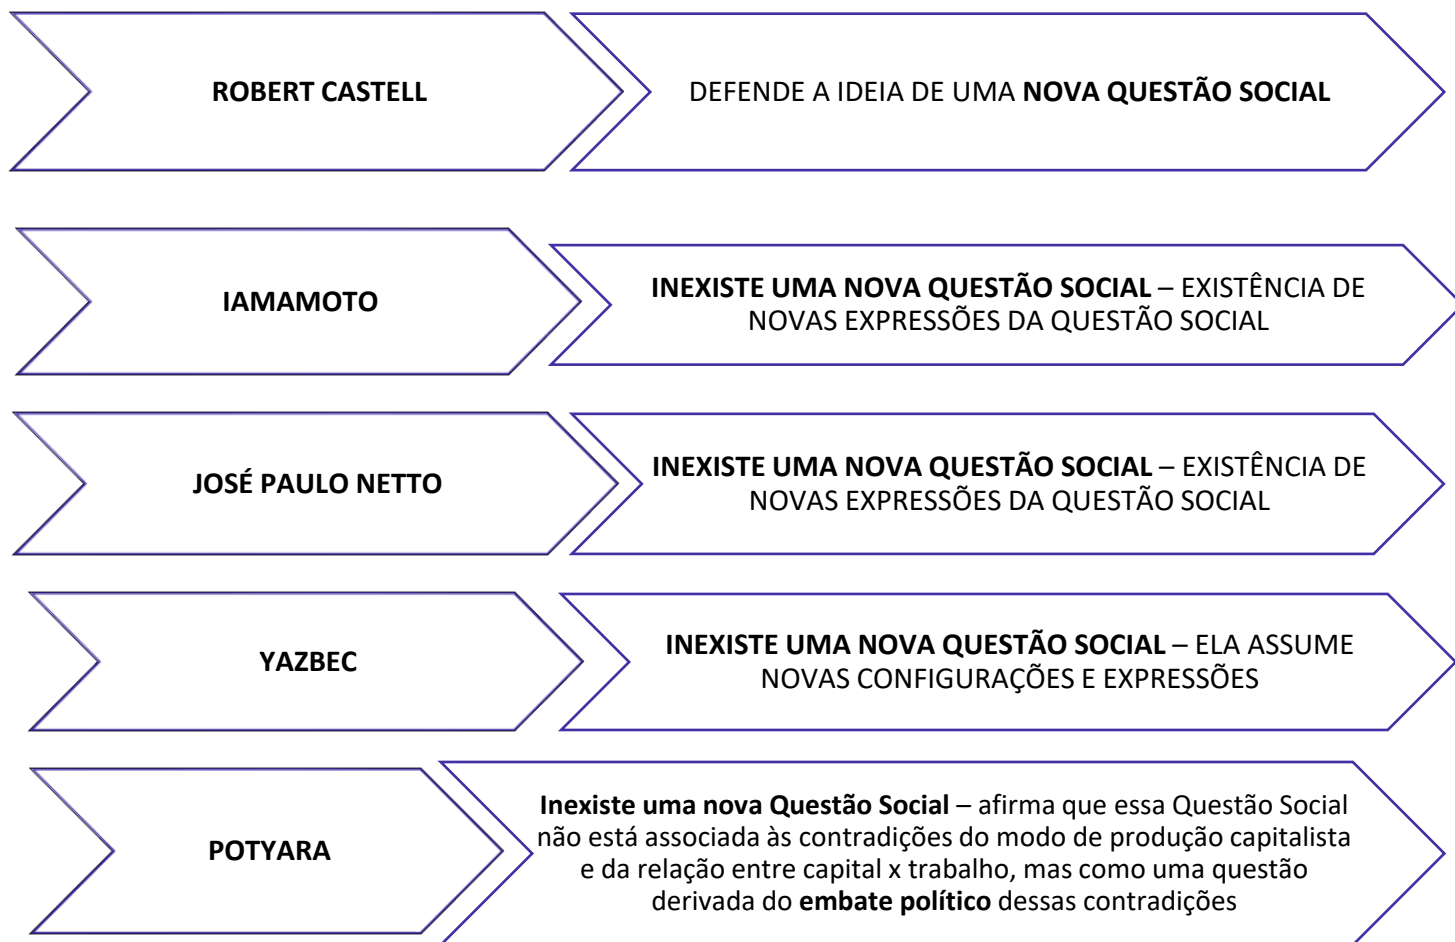 ROBERT CASTELL
DEFENDE A IDEIA DE UMA NOVA QUESTÃO SOCIAL
IAMAMOTO
INEXISTE UMA NOVA QUESTÃO SOCIAL – EXISTÊNCIA DE
NOVAS EXPRESSÕES DA QUESTÃO SOCIAL
JOSÉ PAULO NETTO
INEXISTE UMA NOVA QUESTÃO SOCIAL – EXISTÊNCIA DE
NOVAS EXPRESSÕES DA QUESTÃO SOCIAL
YAZBEC
INEXISTE UMA NOVA QUESTÃO SOCIAL – ELA ASSUME
NOVAS CONFIGURAÇÕES E EXPRESSÕES
POTYARA
Inexiste uma nova Questão Social – afirma que essa Questão Social
não está associada às contradições do modo de produção capitalista
e da relação entre capital x trabalho, mas como uma questão
derivada do embate político dessas contradições